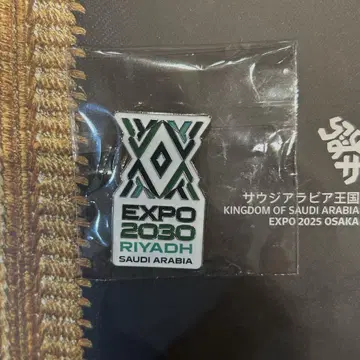 EXPO
2030
RIYADH
SAUDI ARABIA
サウジアラビア王国
KINGDOM OF SAUDI ARABIA
EXPO 2025 OSAKA